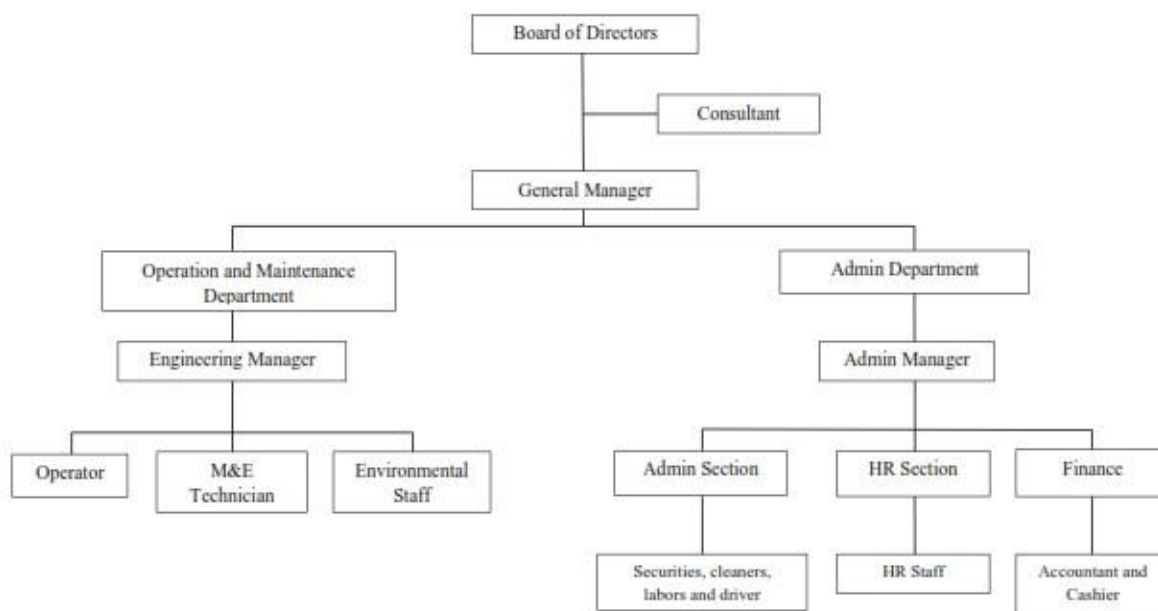 Board of Directors
Consultant
General Manager
Operation and Maintenance
Department
Admin Department
Engineering Manager
Admin Manager
Operator
M&E
Technician
Environmental
Staff
Admin Section
HR Section
Finance
Securities, cleaners,
labors and driver
HR Staff
Accountant and
Cashier